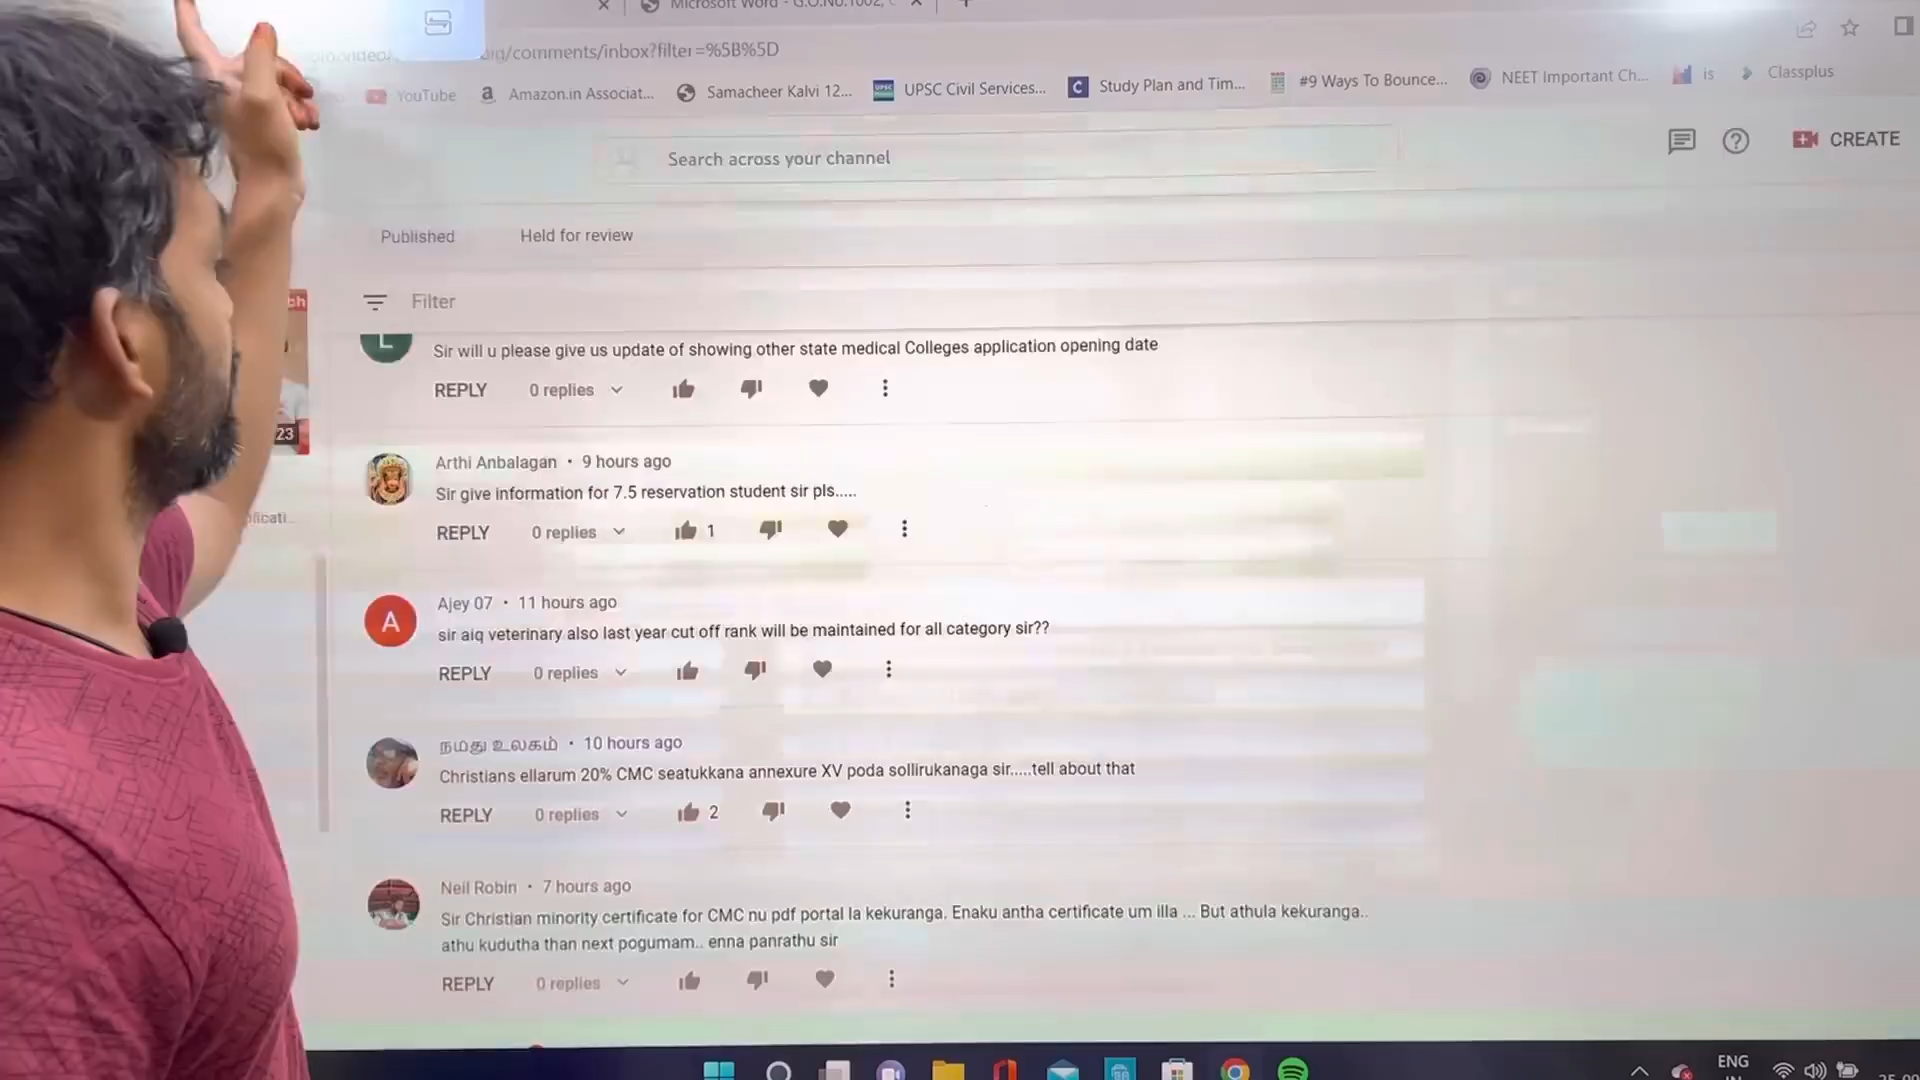 Microsoft Word - G.O.No.1002,
/comments/inbox?filter=%5B%5D
YouTube Amazon.in Associat... Samacheer Kalvi 12... UPSC Civil Services... Study Plan and Tim... #9 Ways To Bounce... NEET Important Ch... is Classplus
Search across your channel
CREATE
Published Held for review
Filter
L
Sir will u please give us update of showing other state medical Colleges application opening date
REPLY 0 replies
ch
23
Arthi Anbalagan • 9 hours ago
Sir give information for 7.5 reservation student sir pls.....
REPLY 0 replies 1
Ajey 07 • 11 hours ago
A
sir aiq veterinary also last year cut off rank will be maintained for all category sir??
REPLY 0 replies
நமது உலகம் • 10 hours ago
Christians ellarum 20% CMC seatukkana annexure XV poda sollirukanaga sir.....tell about that
REPLY 0 replies 2
Neil Robin • 7 hours ago
Sir Christian minority certificate for CMC nu pdf portal la kekuranga. Enaku antha certificate um illa ... But athula kekuranga..
athu kudutha than next pogumam.. enna panrathu sir
REPLY 0 replies
ENG